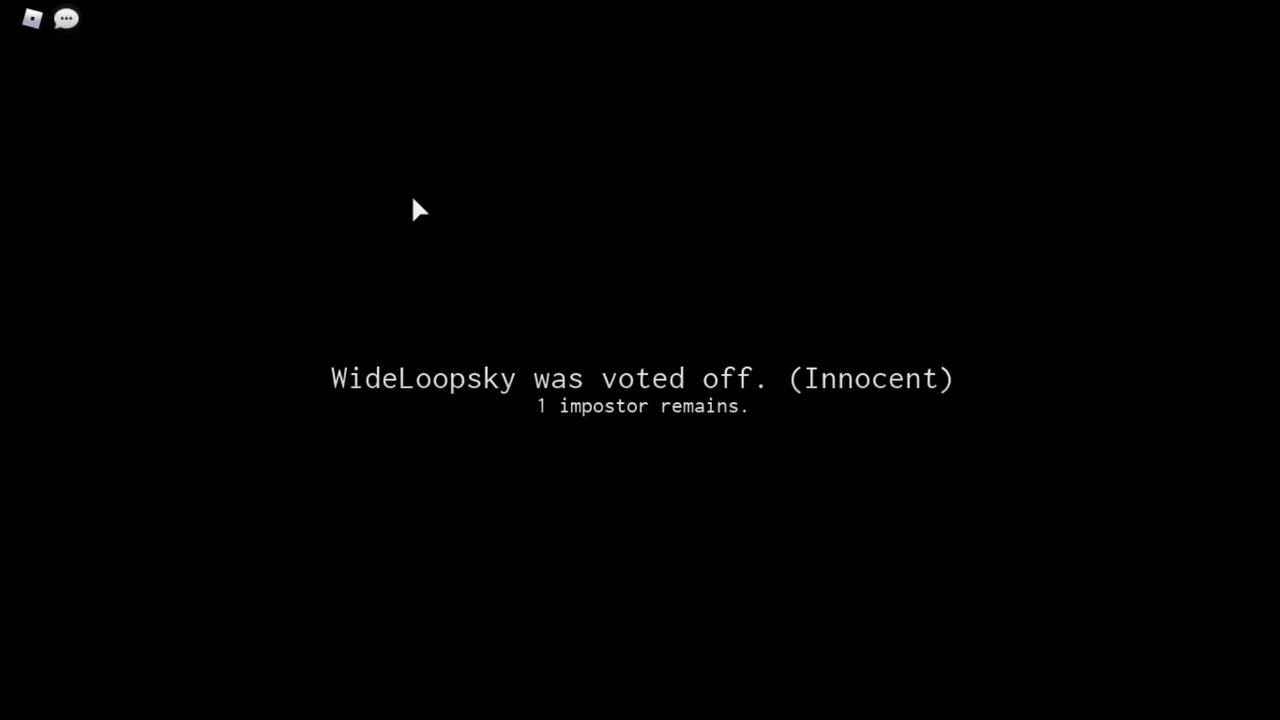 WideLoopsky was voted off. (Innocent)
1 impostor remains.